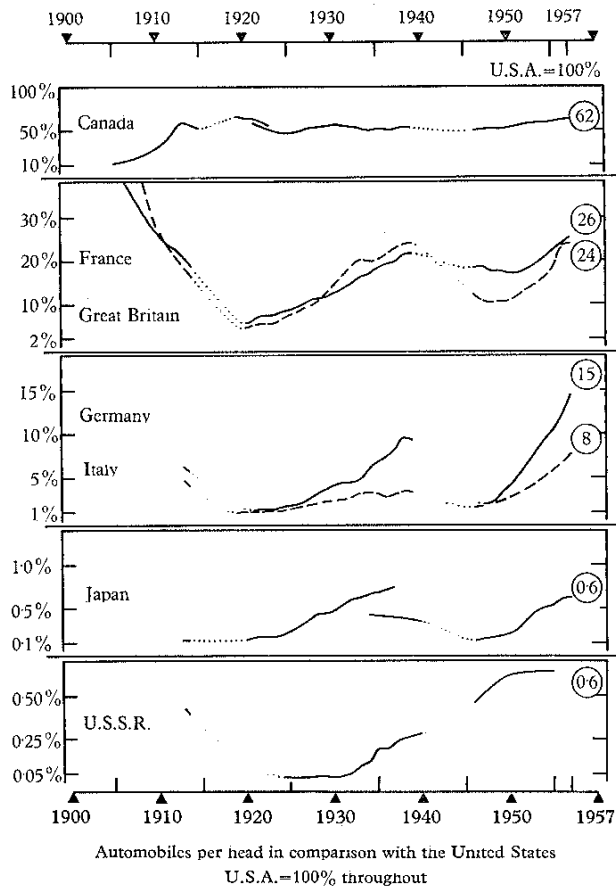 1900 1910 1920 1930 1940 1950 1957
U.S.A.=100%
100%
Canada
50%
10%
62
30%
France
20%
Great Britain
10%
2%
26
24
15%
Germany
10%
Italy
5%
1%
15
8
1·0%
Japan
0·5%
0·1%
0·6
0·50%
U.S.S.R.
0·25%
0·05%
0·6
1900 1910 1920 1930 1940 1950 1957
Automobiles per head in comparison with the United States
U.S.A.=100% throughout